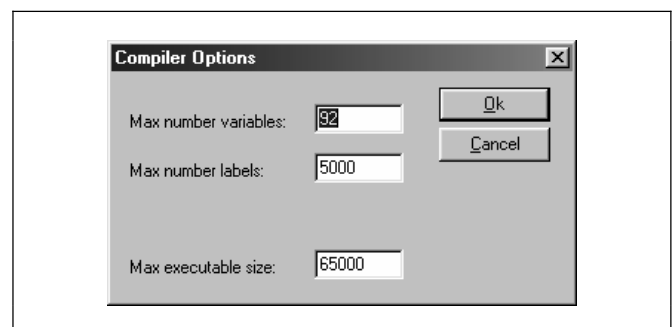 Compiler Options
Max number variables: 92
Ok
Max number labels: 5000
Cancel
Max executable size: 65000